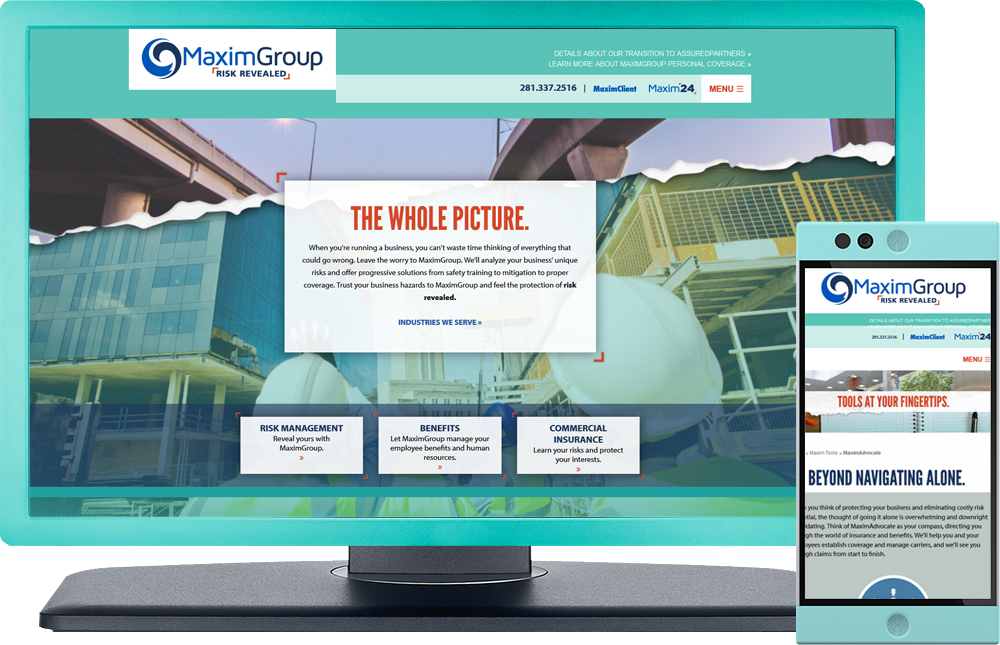 MaximGroup
RISK REVEALED
DETAILS ABOUT OUR TRANSITION TO ASSUREDPARTNERS »
LEARN MORE ABOUT MAXIMGROUP PERSONAL COVERAGE »
281.337.2516 | MaximClient Maxim24 MENU ☰
THE WHOLE PICTURE.
When you're running a business, you can't waste time thinking of everything that
could go wrong. Leave the worry to MaximGroup. We'll analyze your business' unique
risks and offer progressive solutions from safety training to mitigation to proper
coverage. Trust your business hazards to MaximGroup and feel the protection of risk
revealed.
INDUSTRIES WE SERVE »
RISK MANAGEMENT
Reveal yours with
MaximGroup.
»
BENEFITS
Let MaximGroup manage your
employee benefits and human
resources.
»
COMMERCIAL
INSURANCE
Learn your risks and protect
your interests.
»
MaximGroup
RISK REVEALED
DETAILS ABOUT OUR TRANSITION TO ASSUREDPARTNER
LEARN MORE ABOUT MAXIMGROUP PERSONAL COVERAGE »
281.337.2516 | MaximClient Maxim24
MENU ☰
TOOLS AT YOUR FINGERTIPS.
» Maxim Tools » MaximAdvocate
BEYOND NAVIGATING ALONE.
you think of protecting your business and eliminating costly risk
ntial, the thought of going it alone is overwhelming and downright
idating. Think of MaximAdvocate as your compass, directing you
gh the world of insurance and benefits. We'll help you and your
oyees establish coverage and manage carriers, and we'll see you
gh claims from start to finish.